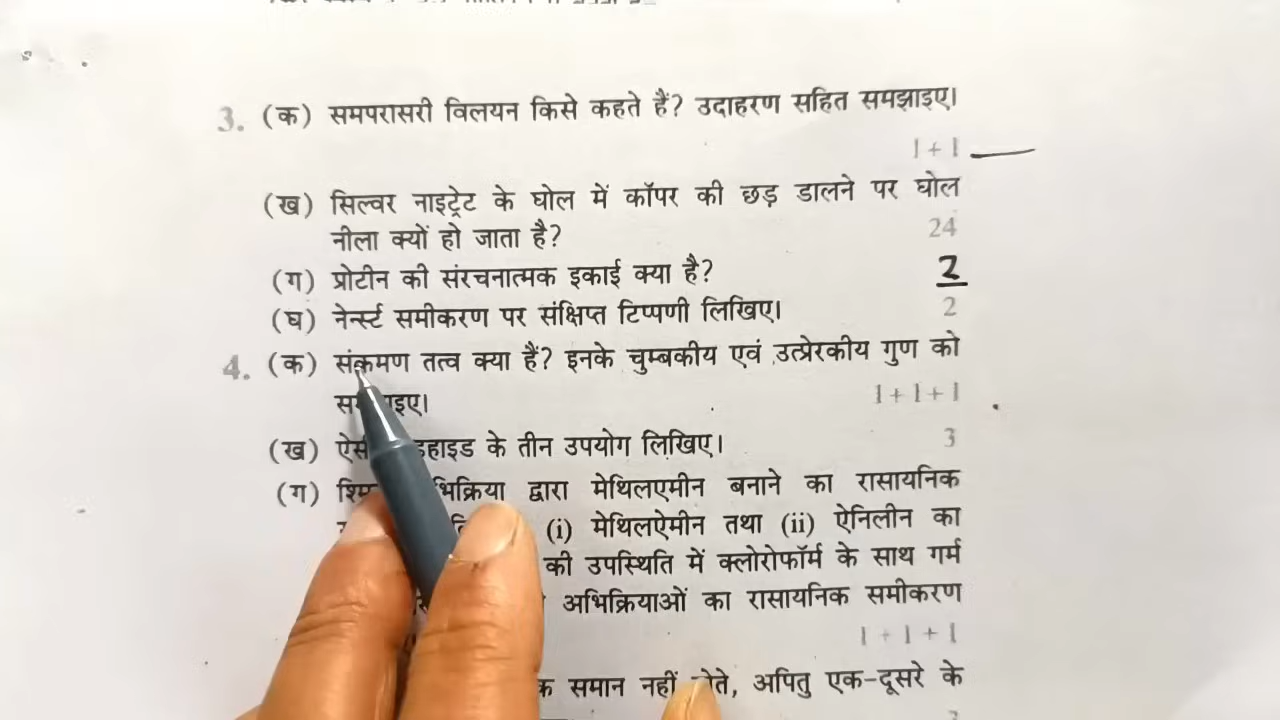 3. (क) समपरासरी विलयन किसे कहते हैं? उदाहरण सहित समझाइए।
1+1
(ख) सिल्वर नाइट्रेट के घोल में कॉपर की छड़ डालने पर घोल
नीला क्यों हो जाता है? 24
(ग) प्रोटीन की संरचनात्मक इकाई क्या है? 2
(घ) नेर्न्स्ट समीकरण पर संक्षिप्त टिप्पणी लिखिए। 2
4. (क) संक्रमण तत्व क्या हैं? इनके चुम्बकीय एवं उत्प्रेरकीय गुण को
1+1+1
(ख) के तीन उपयोग लिखिए। 3
(ग) द्वारा मेथिलएमीन बनाने का रासायनिक
(i) मेथिलऐमीन तथा (ii) ऐनिलीन का
की उपस्थिति में क्लोरोफॉर्म के साथ गर्म
अभिक्रियाओं का रासायनिक समीकरण
1+1+1
समान नहीं अपितु एक-दूसरे के